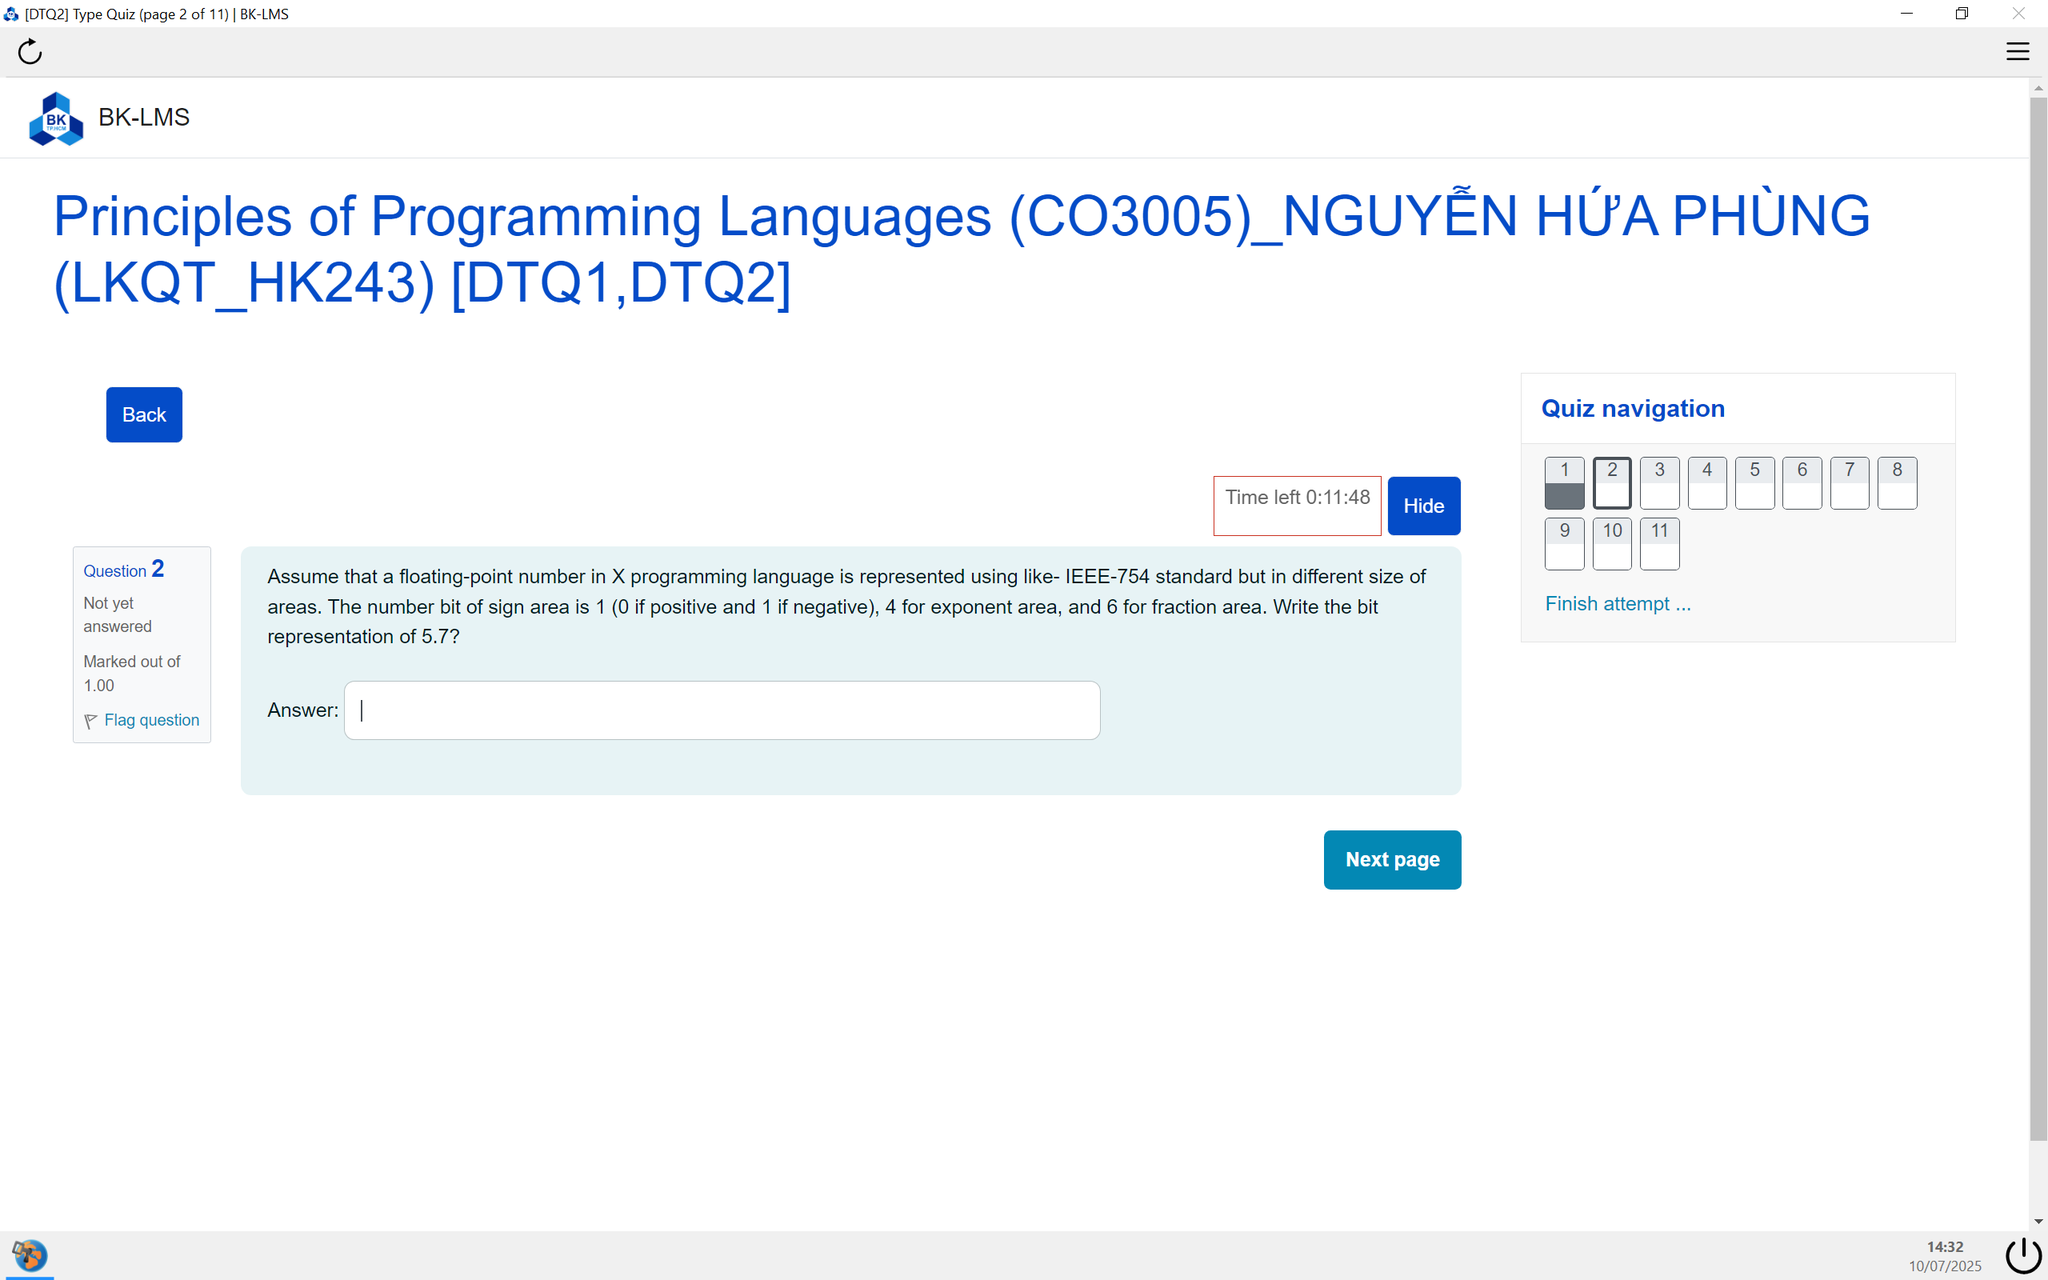 [DTQ2] Type Quiz (page 2 of 11) | BK-LMS
BK
TP.HCM
BK-LMS
Principles of Programming Languages (CO3005)_NGUYỄN HỨA PHÙNG
(LKQT_HK243) [DTQ1,DTQ2]
Back
Quiz navigation
1 2 3 4 5 6 7 8
9 10 11
Finish attempt ...
Time left 0:11:48
Hide
Question 2
Not yet
answered
Marked out of
1.00
Flag question
Assume that a floating-point number in X programming language is represented using like- IEEE-754 standard but in different size of
areas. The number bit of sign area is 1 (0 if positive and 1 if negative), 4 for exponent area, and 6 for fraction area. Write the bit
representation of 5.7?
Answer:
Next page
14:32
10/07/2025